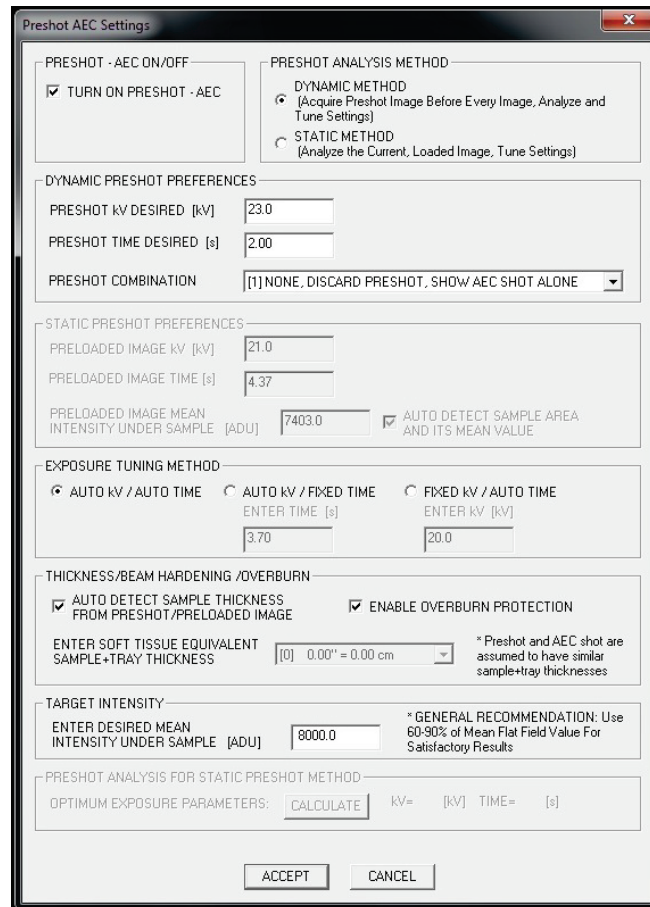 Preshot AEC Settings
x
PRESHOT - AEC ON/OFF
TURN ON PRESHOT - AEC
PRESHOT ANALYSIS METHOD
DYNAMIC METHOD
(Acquire Preshot Image Before Every Image, Analyze and
Tune Settings)
STATIC METHOD
(Analyze the Current, Loaded Image, Tune Settings)
DYNAMIC PRESHOT PREFERENCES
PRESHOT kV DESIRED [kV] 23.0
PRESHOT TIME DESIRED [s] 2.00
PRESHOT COMBINATION [1] NONE, DISCARD PRESHOT, SHOW AEC SHOT ALONE
STATIC PRESHOT PREFERENCES
PRELOADED IMAGE kV [kV] 21.0
PRELOADED IMAGE TIME [s] 4.37
PRELOADED IMAGE MEAN
INTENSITY UNDER SAMPLE [ADU] 7403.0
AUTO DETECT SAMPLE AREA
AND ITS MEAN VALUE
EXPOSURE TUNING METHOD
AUTO kV / AUTO TIME
AUTO kV / FIXED TIME
FIXED kV / AUTO TIME
ENTER TIME [s]
ENTER kV [kV]
3.70
20.0
THICKNESS/BEAM HARDENING /OVERBURN
AUTO DETECT SAMPLE THICKNESS
FROM PRESHOT/PRELOADED IMAGE
ENABLE OVERBURN PROTECTION
ENTER SOFT TISSUE EQUIVALENT
SAMPLE+TRAY THICKNESS
[0] 0.00" = 0.00 cm
* Preshot and AEC shot are
assumed to have similar
sample+tray thicknesses
TARGET INTENSITY
ENTER DESIRED MEAN
INTENSITY UNDER SAMPLE [ADU] 8000.0
* GENERAL RECOMMENDATION: Use
60-90% of Mean Flat Field Value For
Satisfactory Results
PRESHOT ANALYSIS FOR STATIC PRESHOT METHOD
OPTIMUM EXPOSURE PARAMETERS: CALCULATE kV= [kV] TIME= [s]
ACCEPT CANCEL